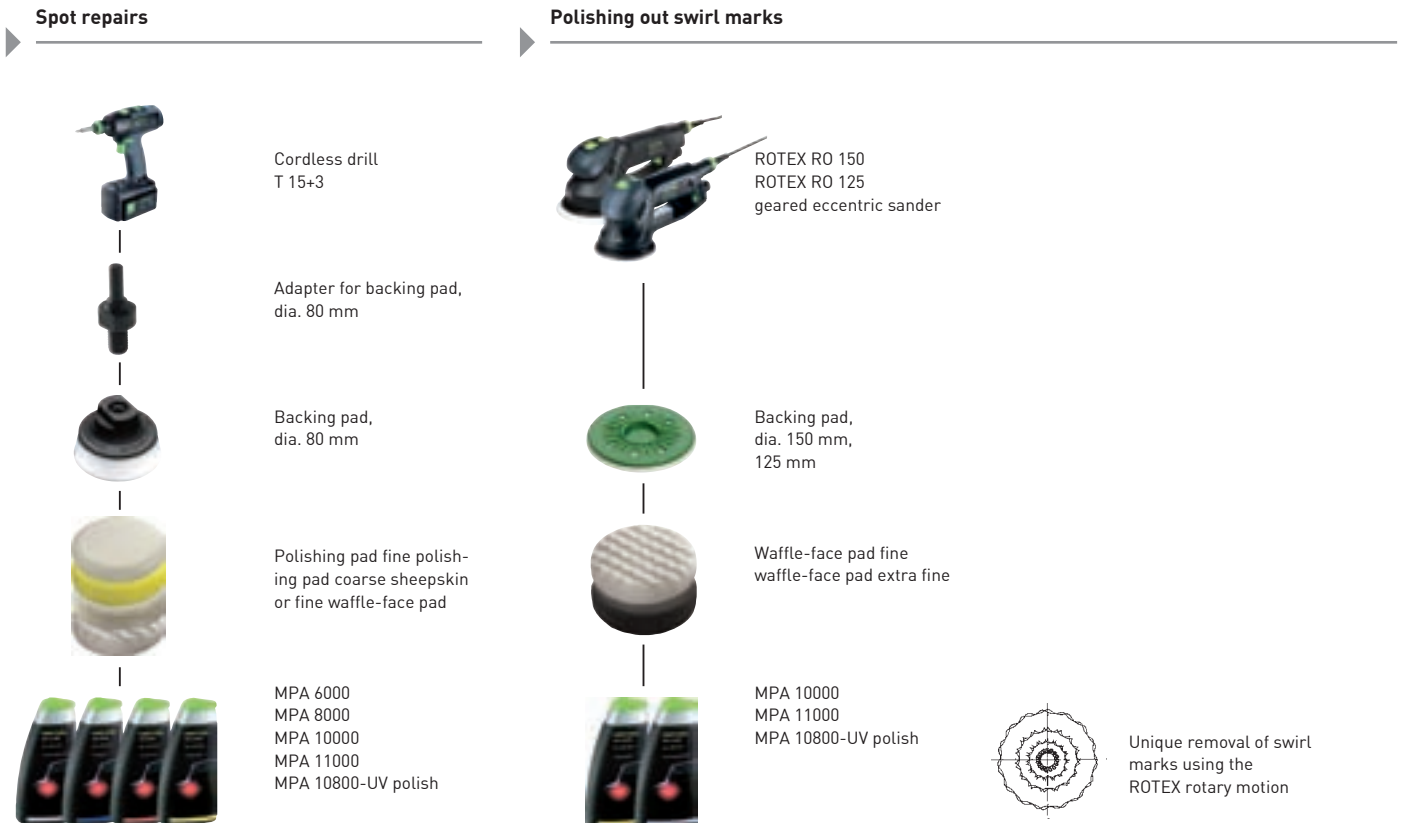 Spot repairs
Cordless drill
T 15+3
Adapter for backing pad,
dia. 80 mm
Backing pad,
dia. 80 mm
Polishing pad fine polish-
ing pad coarse sheepskin
or fine waffle-face pad
MPA 6000
MPA 8000
MPA 10000
MPA 11000
MPA 10800-UV polish
Polishing out swirl marks
ROTEX RO 150
ROTEX RO 125
geared eccentric sander
Backing pad,
dia. 150 mm,
125 mm
Waffle-face pad fine
waffle-face pad extra fine
MPA 10000
MPA 11000
MPA 10800-UV polish
Unique removal of swirl
marks using the
ROTEX rotary motion